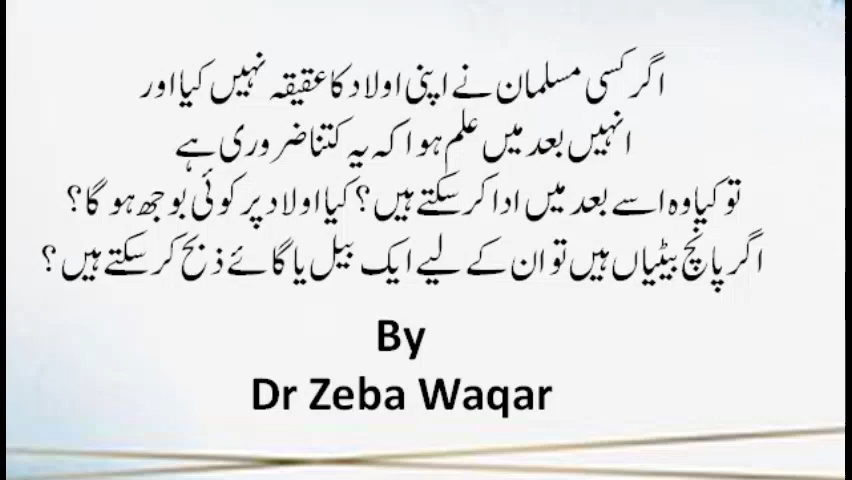 اگر کسی مسلمان نے اپنی اولاد کا عقیقہ نہیں کیا اور
انہیں بعد میں علم ہوا کہ یہ کتنا ضروری ہے
تو کیا وہ اسے بعد میں ادا کر سکتے ہیں؟ کیا اولاد پر کوئی بوجھ ہو گا؟
اگر پانچ بیٹیاں ہیں تو ان کے لیے ایک بیل یا گائے ذبح کر سکتے ہیں؟
By
Dr Zeba Waqar